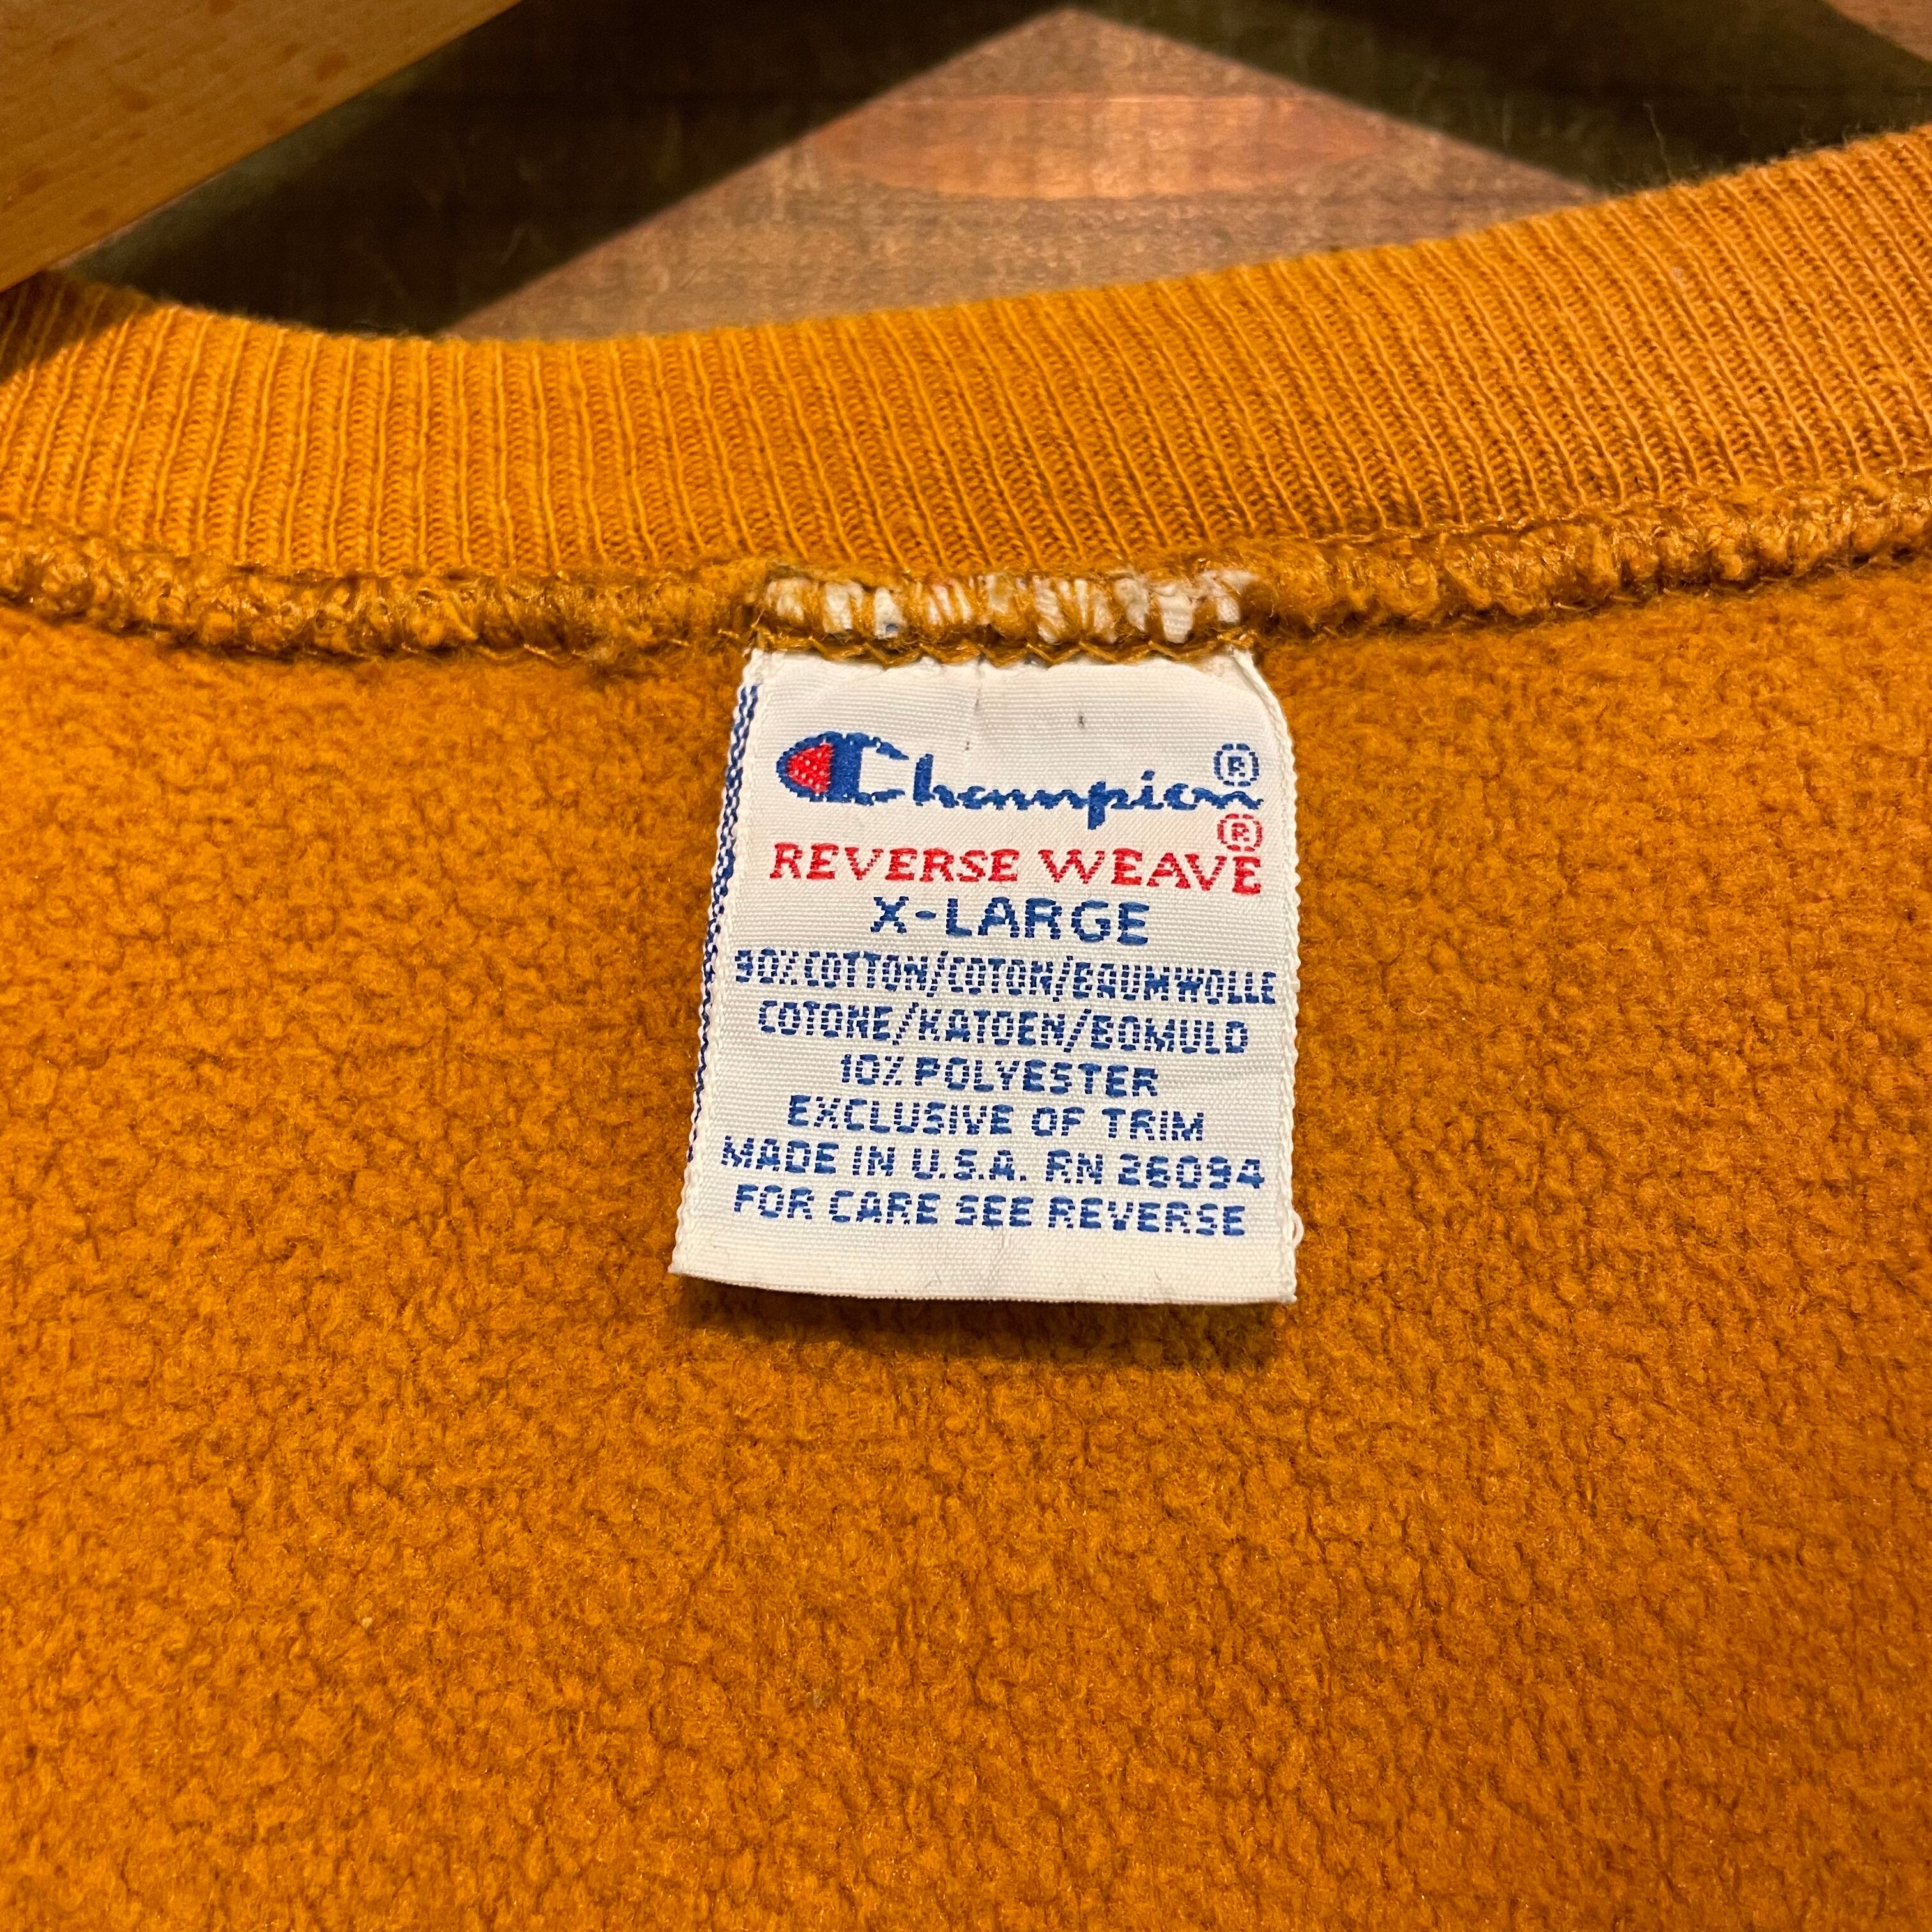 Champion®
REVERSE WEAVE®
X-LARGE
90% COTTON/COTON/BAUMWOLLE
COTONE/KATOEN/BOMULD
10% POLYESTER
EXCLUSIVE OF TRIM
MADE IN U.S.A. RN 26094
FOR CARE SEE REVERSE